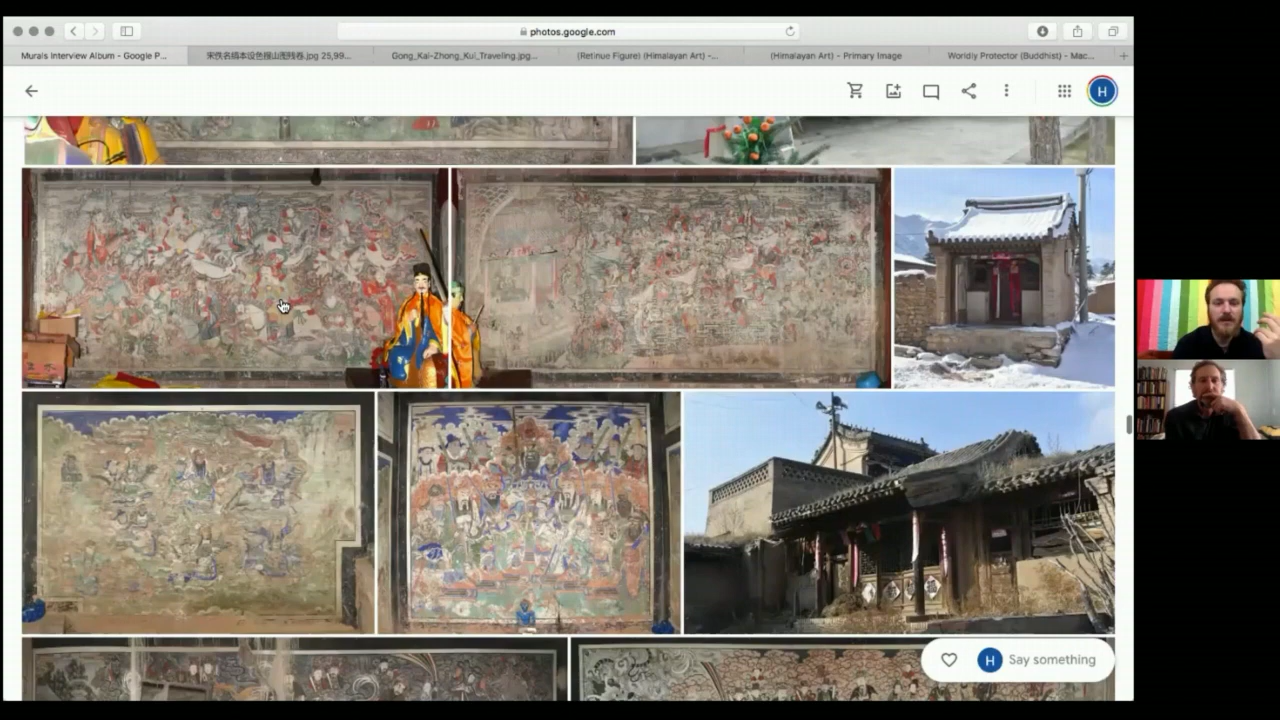 photos.google.com
Murals Interview Album - Google P...
宋佚名绢本设色搜山图残卷.jpg 25,99...
Gong_Kai-Zhong_Kui_Traveling.jpg...
(Retinue Figure) (Himalayan Art) –...
(Himalayan Art) – Primary Image
Worldly Protector (Buddhist) - Mac...
H
H Say something